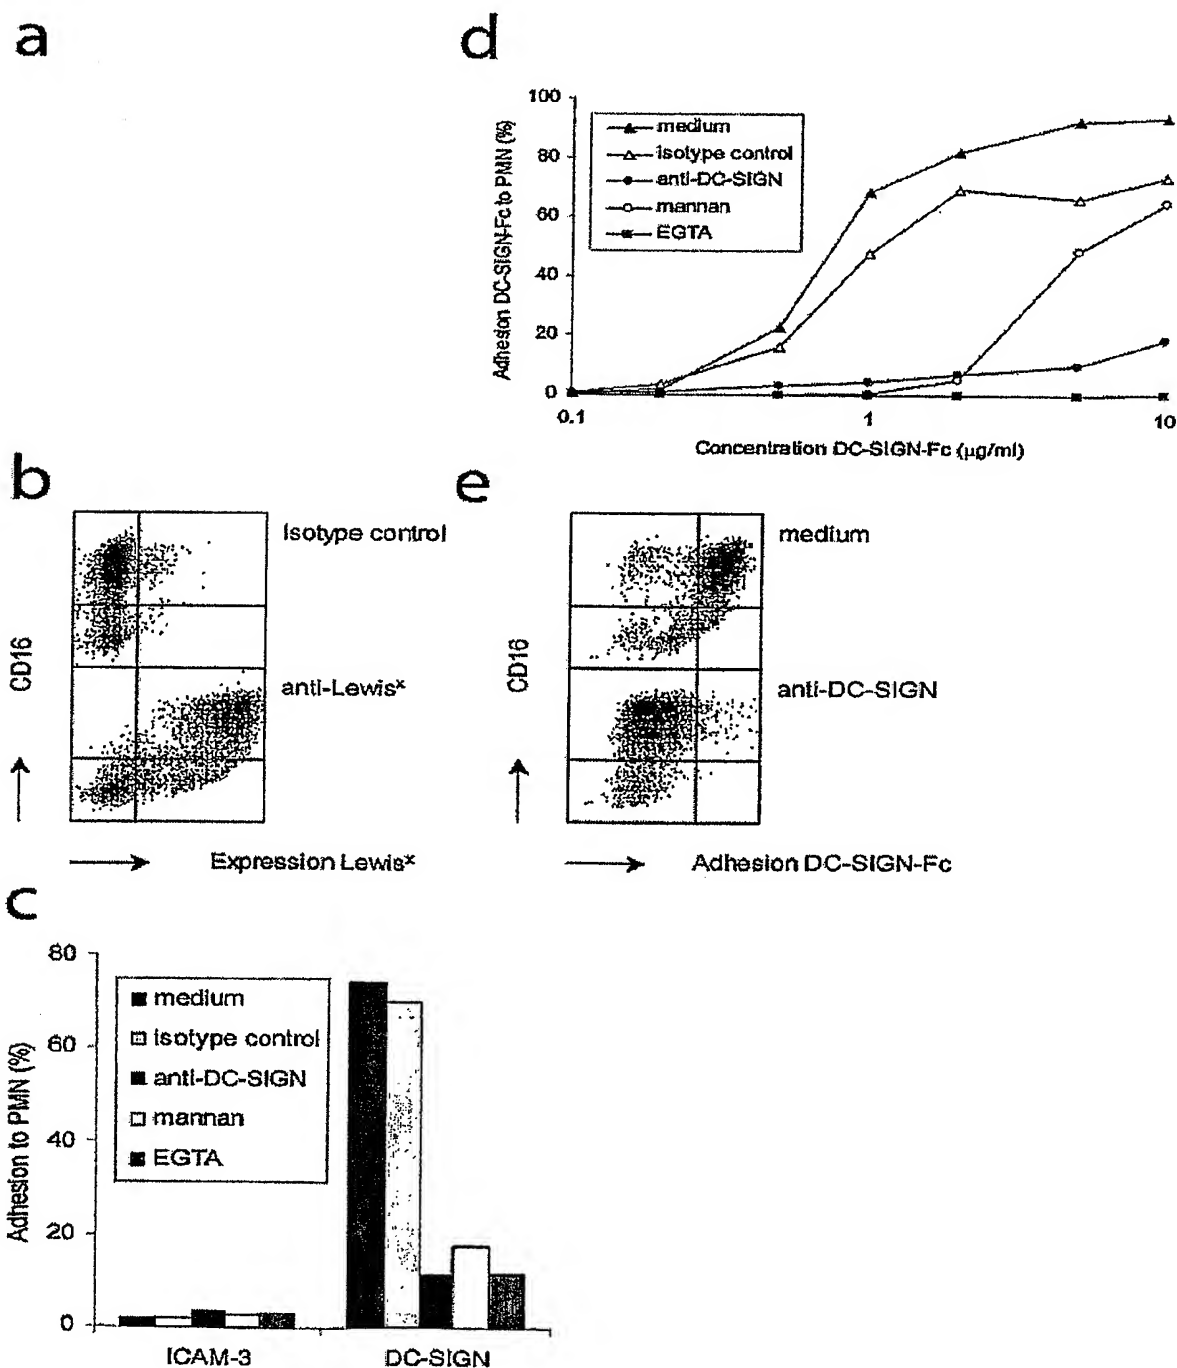 a
d
100
80
60
40
20
0
Adhesion DC-SIGN-Fc to PMN (%)
medium
isotype control
anti-DC-SIGN
mannan
EGTA
0.1
1
10
Concentration DC-SIGN-Fc (µg/ml)
b
isotype control
anti-Lewisˣ
CD16
Expression Lewisˣ
e
medium
anti-DC-SIGN
CD16
Adhesion DC-SIGN-Fc
c
80
60
40
20
0
Adhesion to PMN (%)
medium
isotype control
anti-DC-SIGN
mannan
EGTA
ICAM-3
DC-SIGN